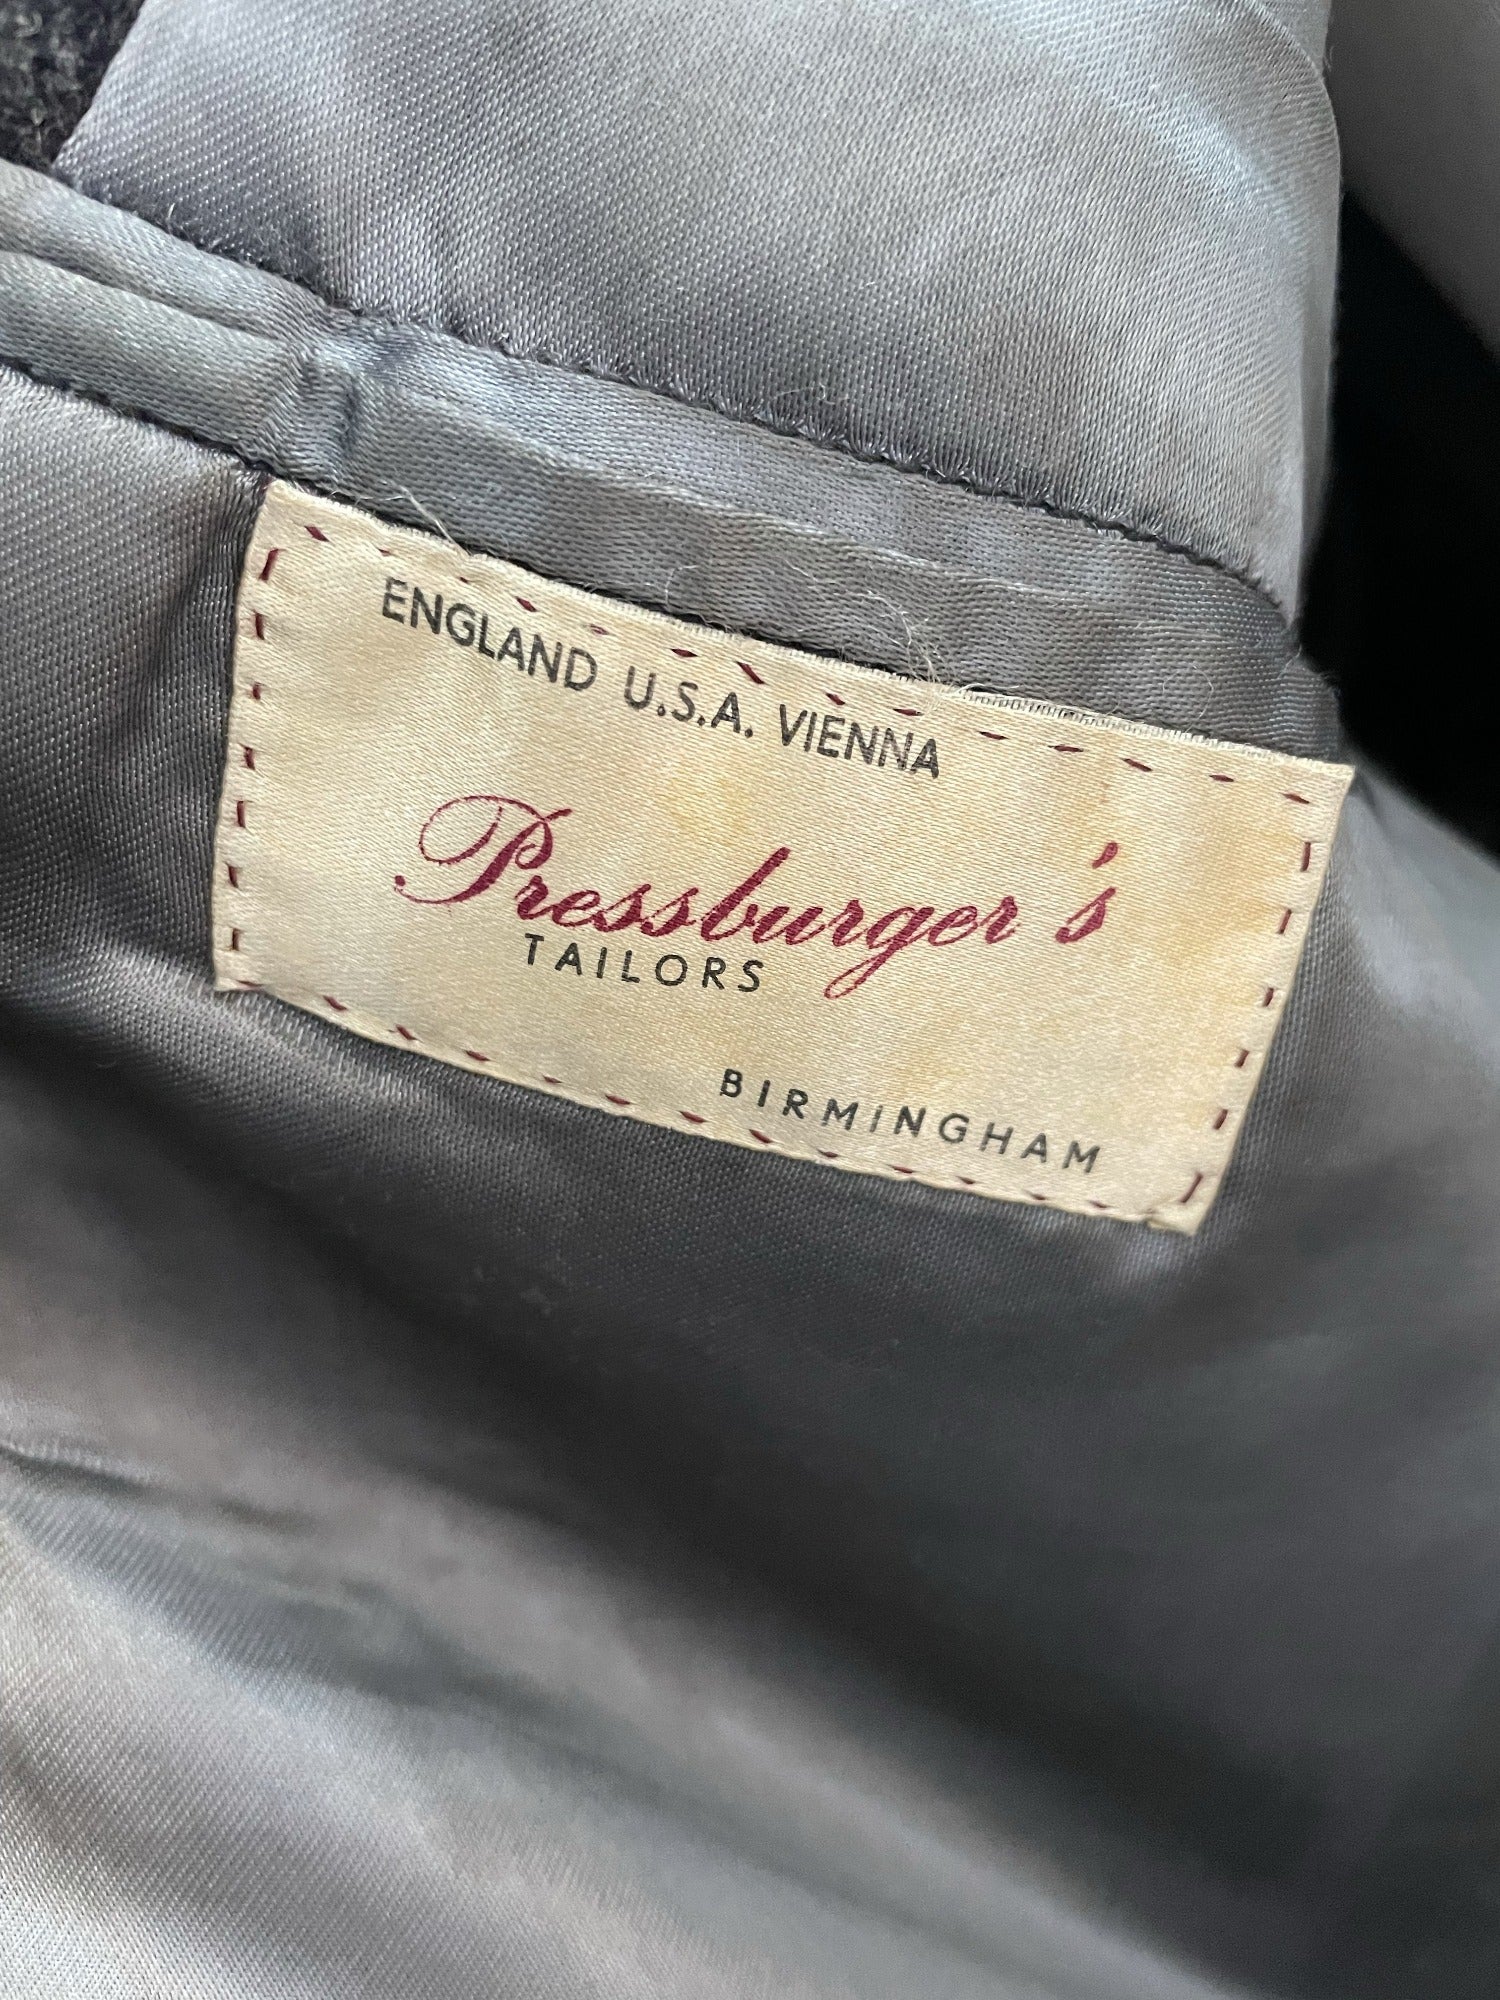 ENGLAND U.S.A. VIENNA
Pressburger's
TAILORS
BIRMINGHAM